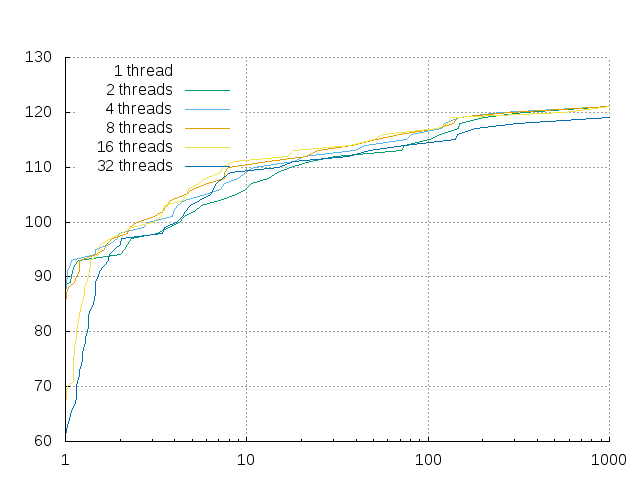 130
120
110
100
90
80
70
60
1 thread
2 threads
4 threads
8 threads
16 threads
32 threads
1 10 100 1000